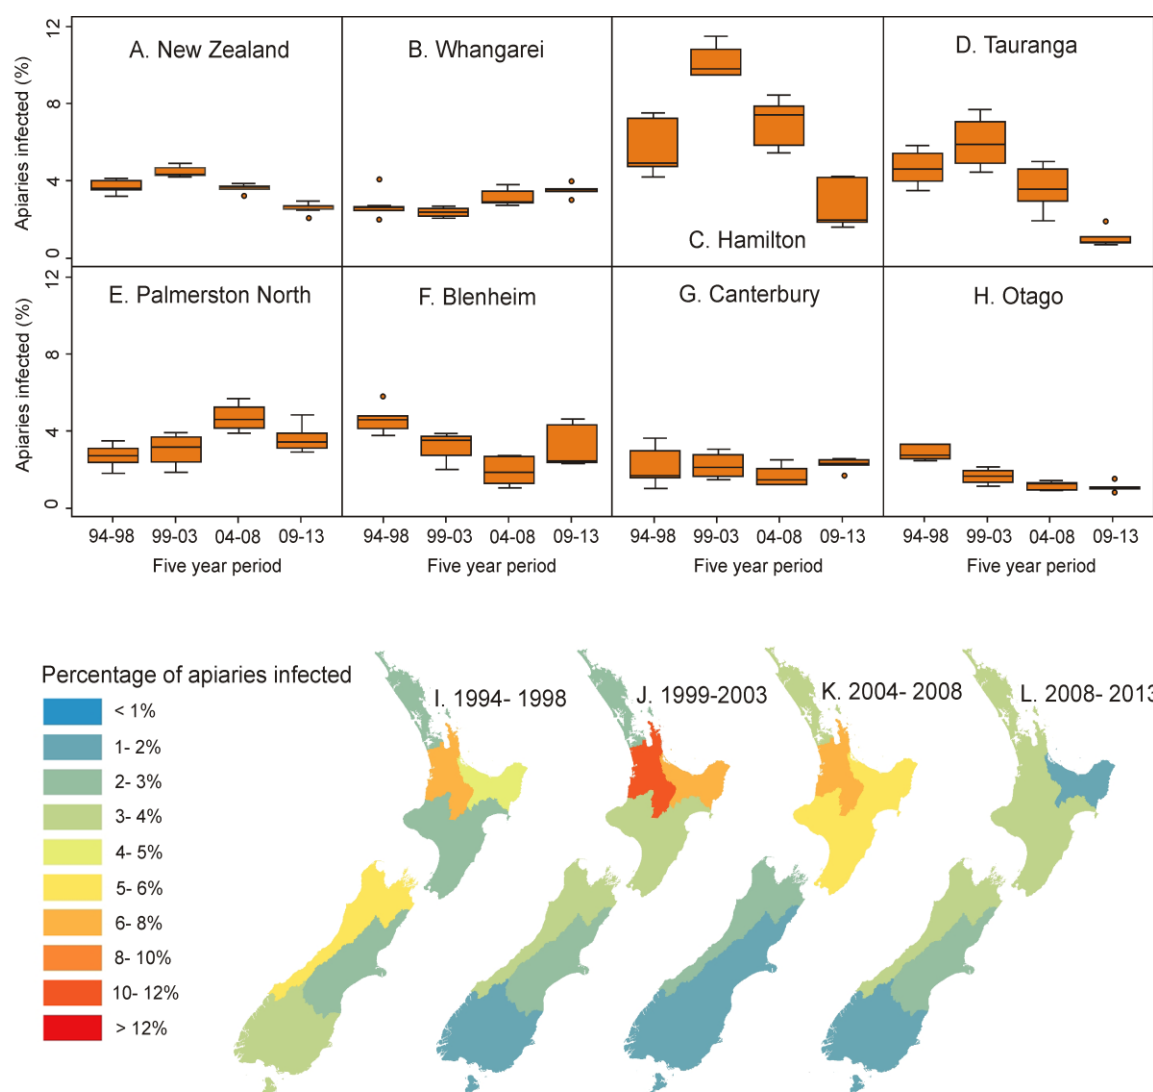 12
8
4
0
Apiaries infected (%)
A. New Zealand
B. Whangarei
C. Hamilton
D. Tauranga
12
8
4
0
Apiaries infected (%)
E. Palmerston North
F. Blenheim
G. Canterbury
H. Otago
94-98 99-03 04-08 09-13
94-98 99-03 04-08 09-13
94-98 99-03 04-08 09-13
94-98 99-03 04-08 09-13
Five year period
Five year period
Five year period
Five year period
Percentage of apiaries infected
< 1%
1- 2%
2- 3%
3- 4%
4- 5%
5- 6%
6- 8%
8- 10%
10- 12%
> 12%
I. 1994- 1998
J. 1999-2003
K. 2004- 2008
L. 2008- 2013